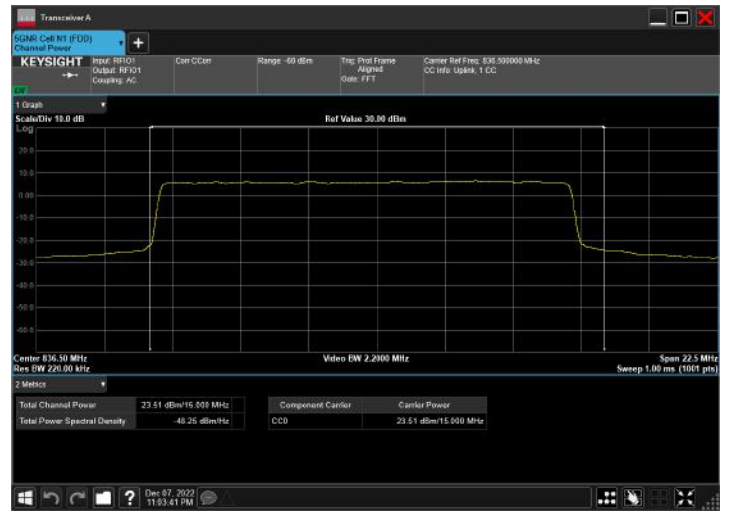 Transceiver A
5GNR Cell N1 (FDD)
Channel Power
KEYSIGHT
Input: RFIO1
Output: RFIO1
Coupling: AC
Corr CCorr
Range -60 dBm
Trig: Prot Frame
Aligned
Gate: FFT
Carrier Ref Freq: 836.500000 MHz
CC Info: Uplink, 1 CC
1 Graph
Scale/Div 10.0 dB
Ref Value 30.00 dBm
Log
20.0
10.0
0.00
-10.0
-20.0
-30.0
-40.0
-50.0
-60.0
Center 836.50 MHz
Video BW 2.2000 MHz
Span 22.5 MHz
Res BW 220.00 kHz
Sweep 1.00 ms (1001 pts)
2 Metrics
Total Channel Power 23.51 dBm/15.000 MHz
Total Power Spectral Density -48.25 dBm/Hz
Component Carrier Carrier Power
CC0 23.51 dBm/15.000 MHz
?
Dec 07, 2022
11:03:41 PM